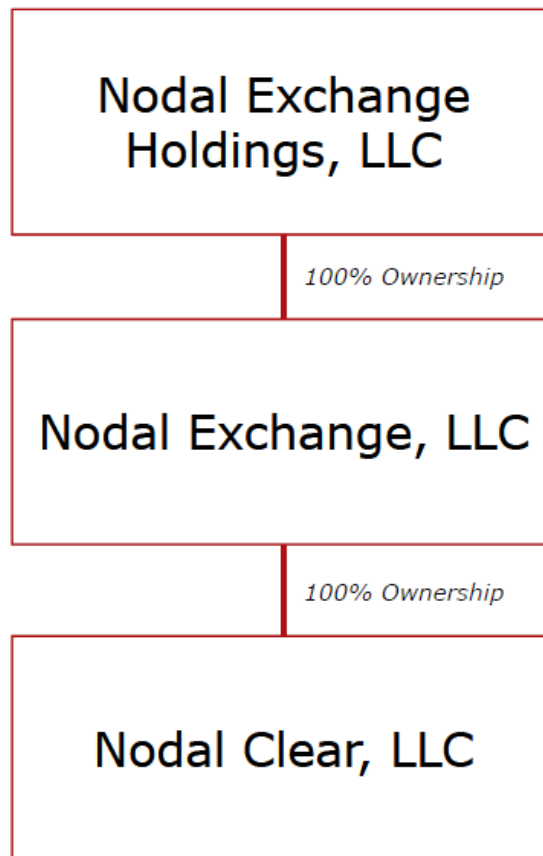 Nodal Exchange
Holdings, LLC
100% Ownership
Nodal Exchange, LLC
100% Ownership
Nodal Clear, LLC